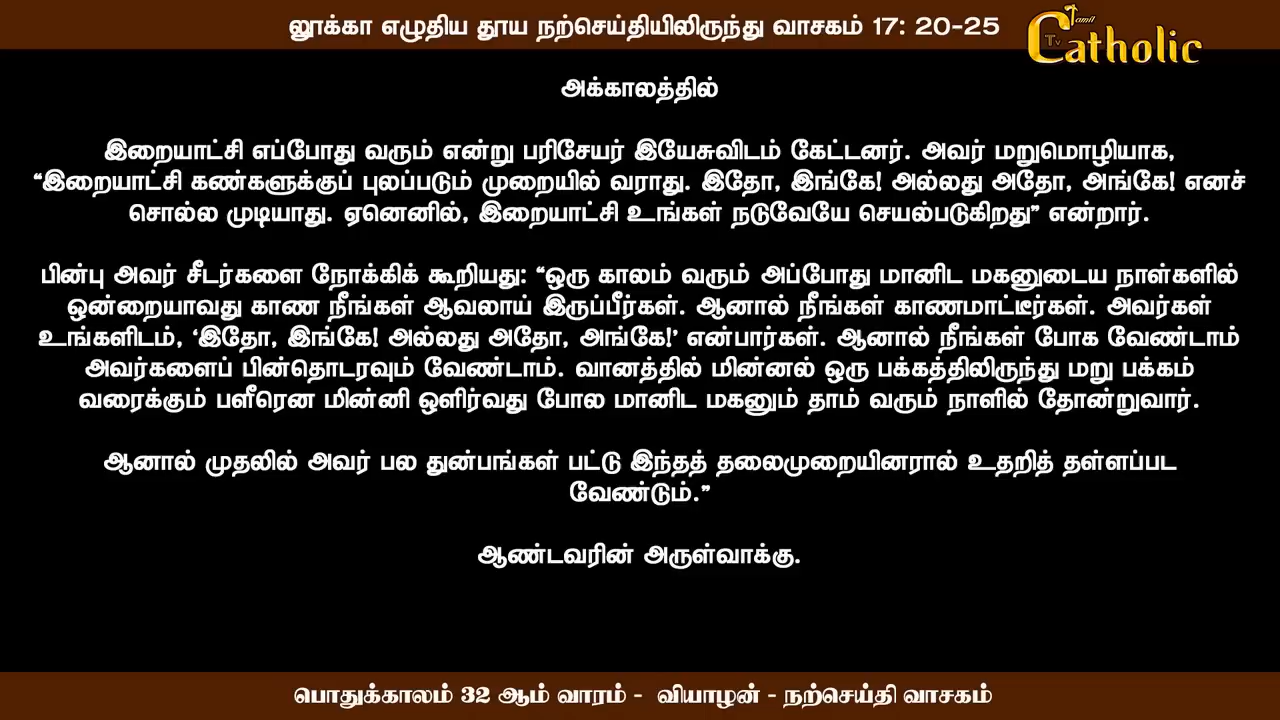 லூக்கா எழுதிய தூய நற்செய்தியிலிருந்து வாசகம் 17: 20-25
Tamil
Catholic
Tv
அக்காலத்தில்
இறையாட்சி எப்போது வரும் என்று பரிசேயர் இயேசுவிடம் கேட்டனர். அவர் மறுமொழியாக,
“இறையாட்சி கண்களுக்குப் புலப்படும் முறையில் வராது. இதோ, இங்கே! அல்லது அதோ, அங்கே! எனச்
சொல்ல முடியாது. ஏனெனில், இறையாட்சி உங்கள் நடுவேயே செயல்படுகிறது” என்றார்.
பின்பு அவர் சீடர்களை நோக்கிக் கூறியது: “ஒரு காலம் வரும் அப்போது மானிட மகனுடைய நாள்களில்
ஒன்றையாவது காண நீங்கள் ஆவலாய் இருப்பீர்கள். ஆனால் நீங்கள் காணமாட்டீர்கள். அவர்கள்
உங்களிடம், ‘இதோ, இங்கே! அல்லது அதோ, அங்கே!’ என்பார்கள். ஆனால் நீங்கள் போக வேண்டாம்
அவர்களைப் பின்தொடரவும் வேண்டாம். வானத்தில் மின்னல் ஒரு பக்கத்திலிருந்து மறு பக்கம்
வரைக்கும் பளீரென மின்னி ஒளிர்வது போல மானிட மகனும் தாம் வரும் நாளில் தோன்றுவார்.
ஆனால் முதலில் அவர் பல துன்பங்கள் பட்டு இந்தத் தலைமுறையினரால் உதறித் தள்ளப்பட
வேண்டும்.”
ஆண்டவரின் அருள்வாக்கு.
பொதுக்காலம் 32 ஆம் வாரம் - வியாழன் - நற்செய்தி வாசகம்